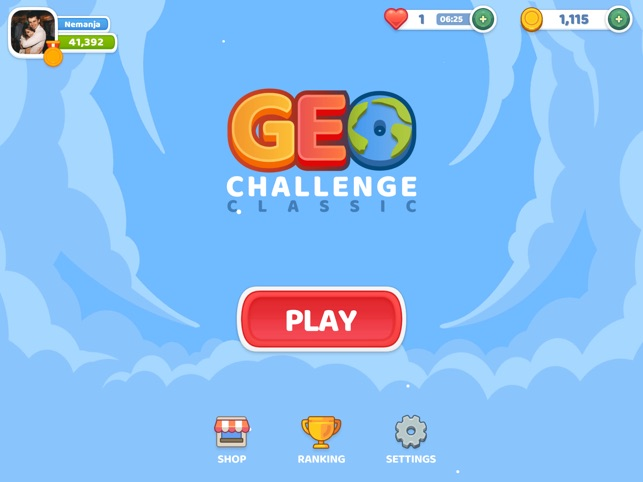 Nemanja
41,392
1
06:25
1,115
GEO
CHALLENGE
CLASSIC
PLAY
SHOP
RANKING
SETTINGS